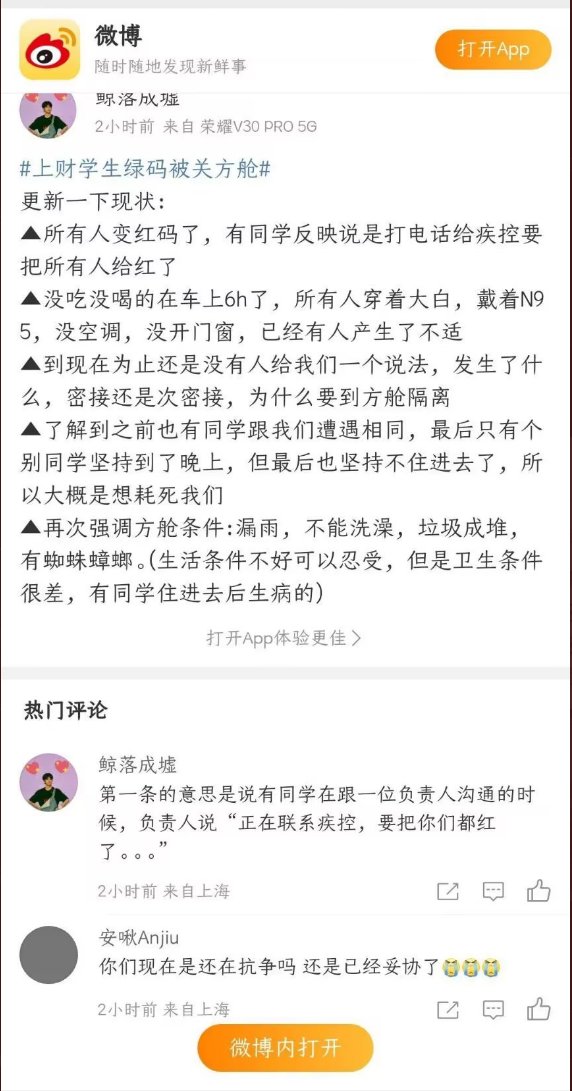 微博
随时随地发现新鲜事
打开App
鲸落成墟
2小时前 来自 荣耀V30 PRO 5G
#上财学生绿码被关方舱#
更新一下现状:
▲所有人变红码了，有同学反映说是打电话给疾控要
把所有人给红了
▲没吃没喝的在车上6h了，所有人穿着大白，戴着N9
5，没空调，没开门窗，已经有人产生了不适
▲到现在为止还是没有人给我们一个说法，发生了什
么，密接还是次密接，为什么要到方舱隔离
▲了解到之前也有同学跟我们遭遇相同，最后只有个
别同学坚持到了晚上，但最后也坚持不住进去了，所
以大概是想耗死我们
▲再次强调方舱条件:漏雨，不能洗澡，垃圾成堆，
有蜘蛛蟑螂。(生活条件不好可以忍受，但是卫生条件
很差，有同学住进去后生病的)
打开App体验更佳
热门评论
鲸落成墟
第一条的意思是说有同学在跟一位负责人沟通的时
候，负责人说“正在联系疾控，要把你们都红
了。。。”
2小时前 来自上海
安啾Anjiu
你们现在是还在抗争吗 还是已经妥协了😭😭😭
2小时前 来自上海
微博内打开